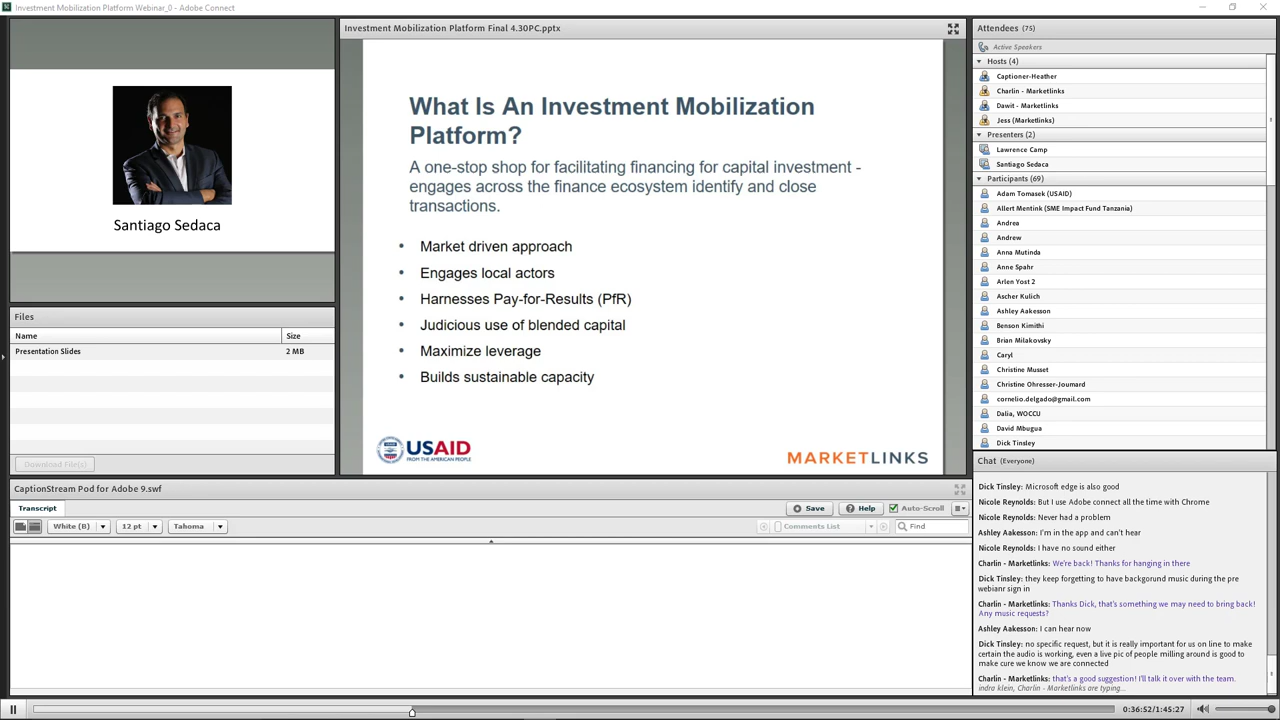 Investment Mobilization Platform Webinar_0 - Adobe Connect
Santiago Sedaca
Files
Name Size
Presentation Slides 2 MB
Download File(s)
Investment Mobilization Platform Final 4.30PC.pptx
What Is An Investment Mobilization
Platform?
A one-stop shop for facilitating financing for capital investment -
engages across the finance ecosystem identify and close
transactions.
• Market driven approach
• Engages local actors
• Harnesses Pay-for-Results (PfR)
• Judicious use of blended capital
• Maximize leverage
• Builds sustainable capacity
USAID
FROM THE AMERICAN PEOPLE
MARKETLINKS
CaptionStream Pod for Adobe 9.swf
Transcript
Save Help Auto-Scroll
White (B) 12 pt Tahoma Comments List Find
Attendees (75)
Active Speakers
Hosts (4)
Captioner-Heather
Charlin - Marketlinks
Dawit - Marketlinks
Jess (Marketlinks)
Presenters (2)
Lawrence Camp
Santiago Sedaca
Participants (69)
Adam Tomasek (USAID)
Allert Mentink (SME Impact Fund Tanzania)
Andrea
Andrew
Anna Mutinda
Anne Spahr
Arlen Yost 2
Ascher Kulich
Ashley Aakesson
Benson Kimithi
Brian Milakovsky
Caryl
Christine Musset
Christine Ohresser-Joumard
cornelio.delgado@gmail.com
Dalia, WOCCU
David Mbugua
Dick Tinsley
Chat (Everyone)
Dick Tinsley: Microsoft edge is also good
Nicole Reynolds: But I use Adobe connect all the time with Chrome
Nicole Reynolds: Never had a problem
Ashley Aakesson: I'm in the app and can't hear
Nicole Reynolds: I have no sound either
Charlin - Marketlinks: We're back! Thanks for hanging in there
Dick Tinsley: they keep forgetting to have backgorund music during the pre
webianr sign in
Charlin - Marketlinks: Thanks Dick, that's something we may need to bring back!
Any music requests?
Ashley Aakesson: I can hear now
Dick Tinsley: no specific request, but it is really important for us on line to make
certain the audio is working, even a live pic of people milling around is good to
make cure we know we are connected
Charlin - Marketlinks: that's a good suggestion! I'll talk it over with the team.
indra klein, Charlin - Marketlinks are typing...
0:36:52/1:45:27